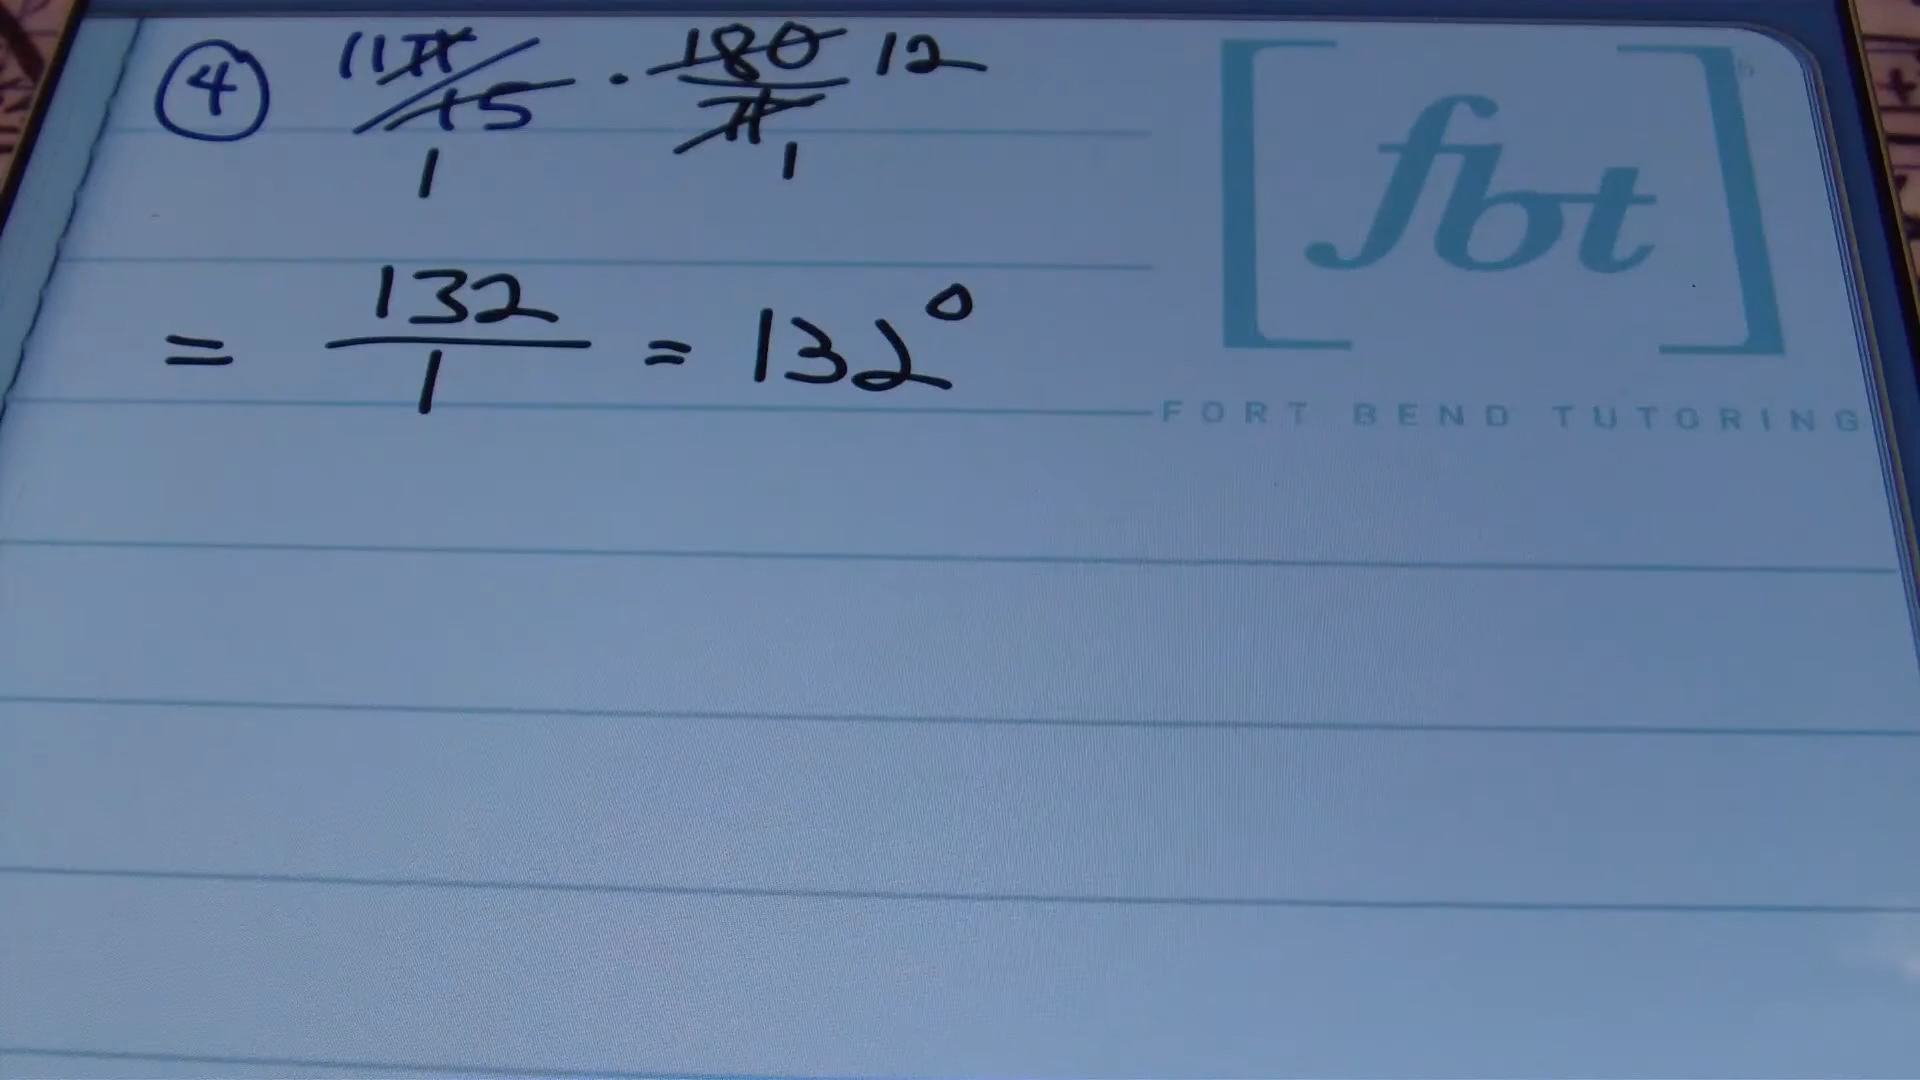 ④ 11π/15 · 180/π 12
1 1
= 132/1 = 132°
[fbt]
FORT BEND TUTORING